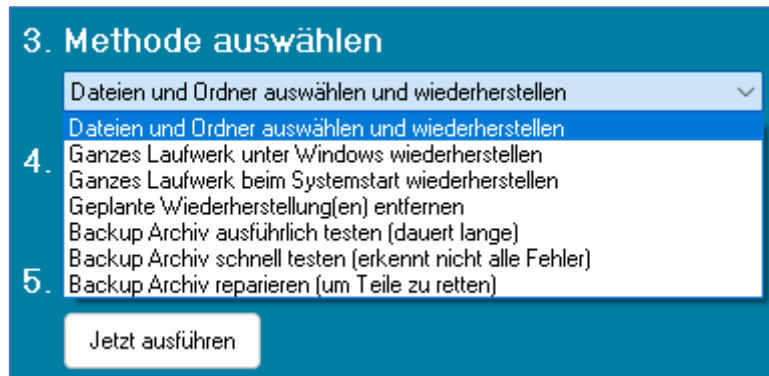 3. Methode auswählen
Dateien und Ordner auswählen und wiederherstellen
Dateien und Ordner auswählen und wiederherstellen
4. Ganzes Laufwerk unter Windows wiederherstellen
Ganzes Laufwerk beim Systemstart wiederherstellen
Geplante Wiederherstellung(en) entfernen
Backup Archiv ausführlich testen (dauert lange)
Backup Archiv schnell testen (erkennt nicht alle Fehler)
5. Backup Archiv reparieren (um Teile zu retten)
Jetzt ausführen